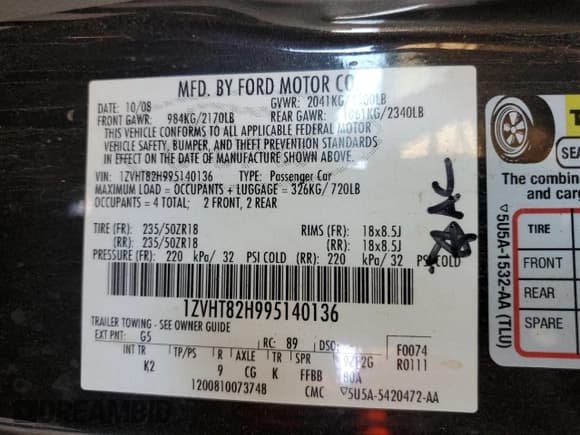 MFD. BY FORD MOTOR CO.
DATE: 10/08 GVWR: 2041KG/
FRONT GAWR: 984KG/2170LB REAR GAWR: 1061KG/2340LB
THIS VEHICLE CONFORMS TO ALL APPLICABLE FEDERAL MOTOR
VEHICLE SAFETY, BUMPER, AND THEFT PREVENTION STANDARDS
IN EFFECT ON THE DATE OF MANUFACTURE SHOWN ABOVE.
VIN: 1ZVHT82H995140136 TYPE: Passenger Car
MAXIMUM LOAD = OCCUPANTS + LUGGAGE = 326KG/ 720LB
OCCUPANTS = 4 TOTAL; 2 FRONT, 2 REAR
TIRE (FR): 235/50ZR18 RIMS (FR): 18x8.5J
(RR): 235/50ZR18 (RR): 18x8.5J
PRESSURE (FR): 220 kPa/ 32 PSI COLD (RR): 220 kPa/ 32 PSI COLD
1ZVHT82H995140136
TRAILER TOWING - SEE OWNER GUIDE
EXT PNT: G5 RC: 89 DSO: F0074
R0111
INT TR TP/PS R AXLE TR SPR
K2 9 CG K FFBB
1200810073748 CMC 5U5A-5420472-AA
5U5A-1532-AA (TLU)
T
SEA
The combin
and carg
TIRE
FRONT
REAR
SPARE
DREAMBID